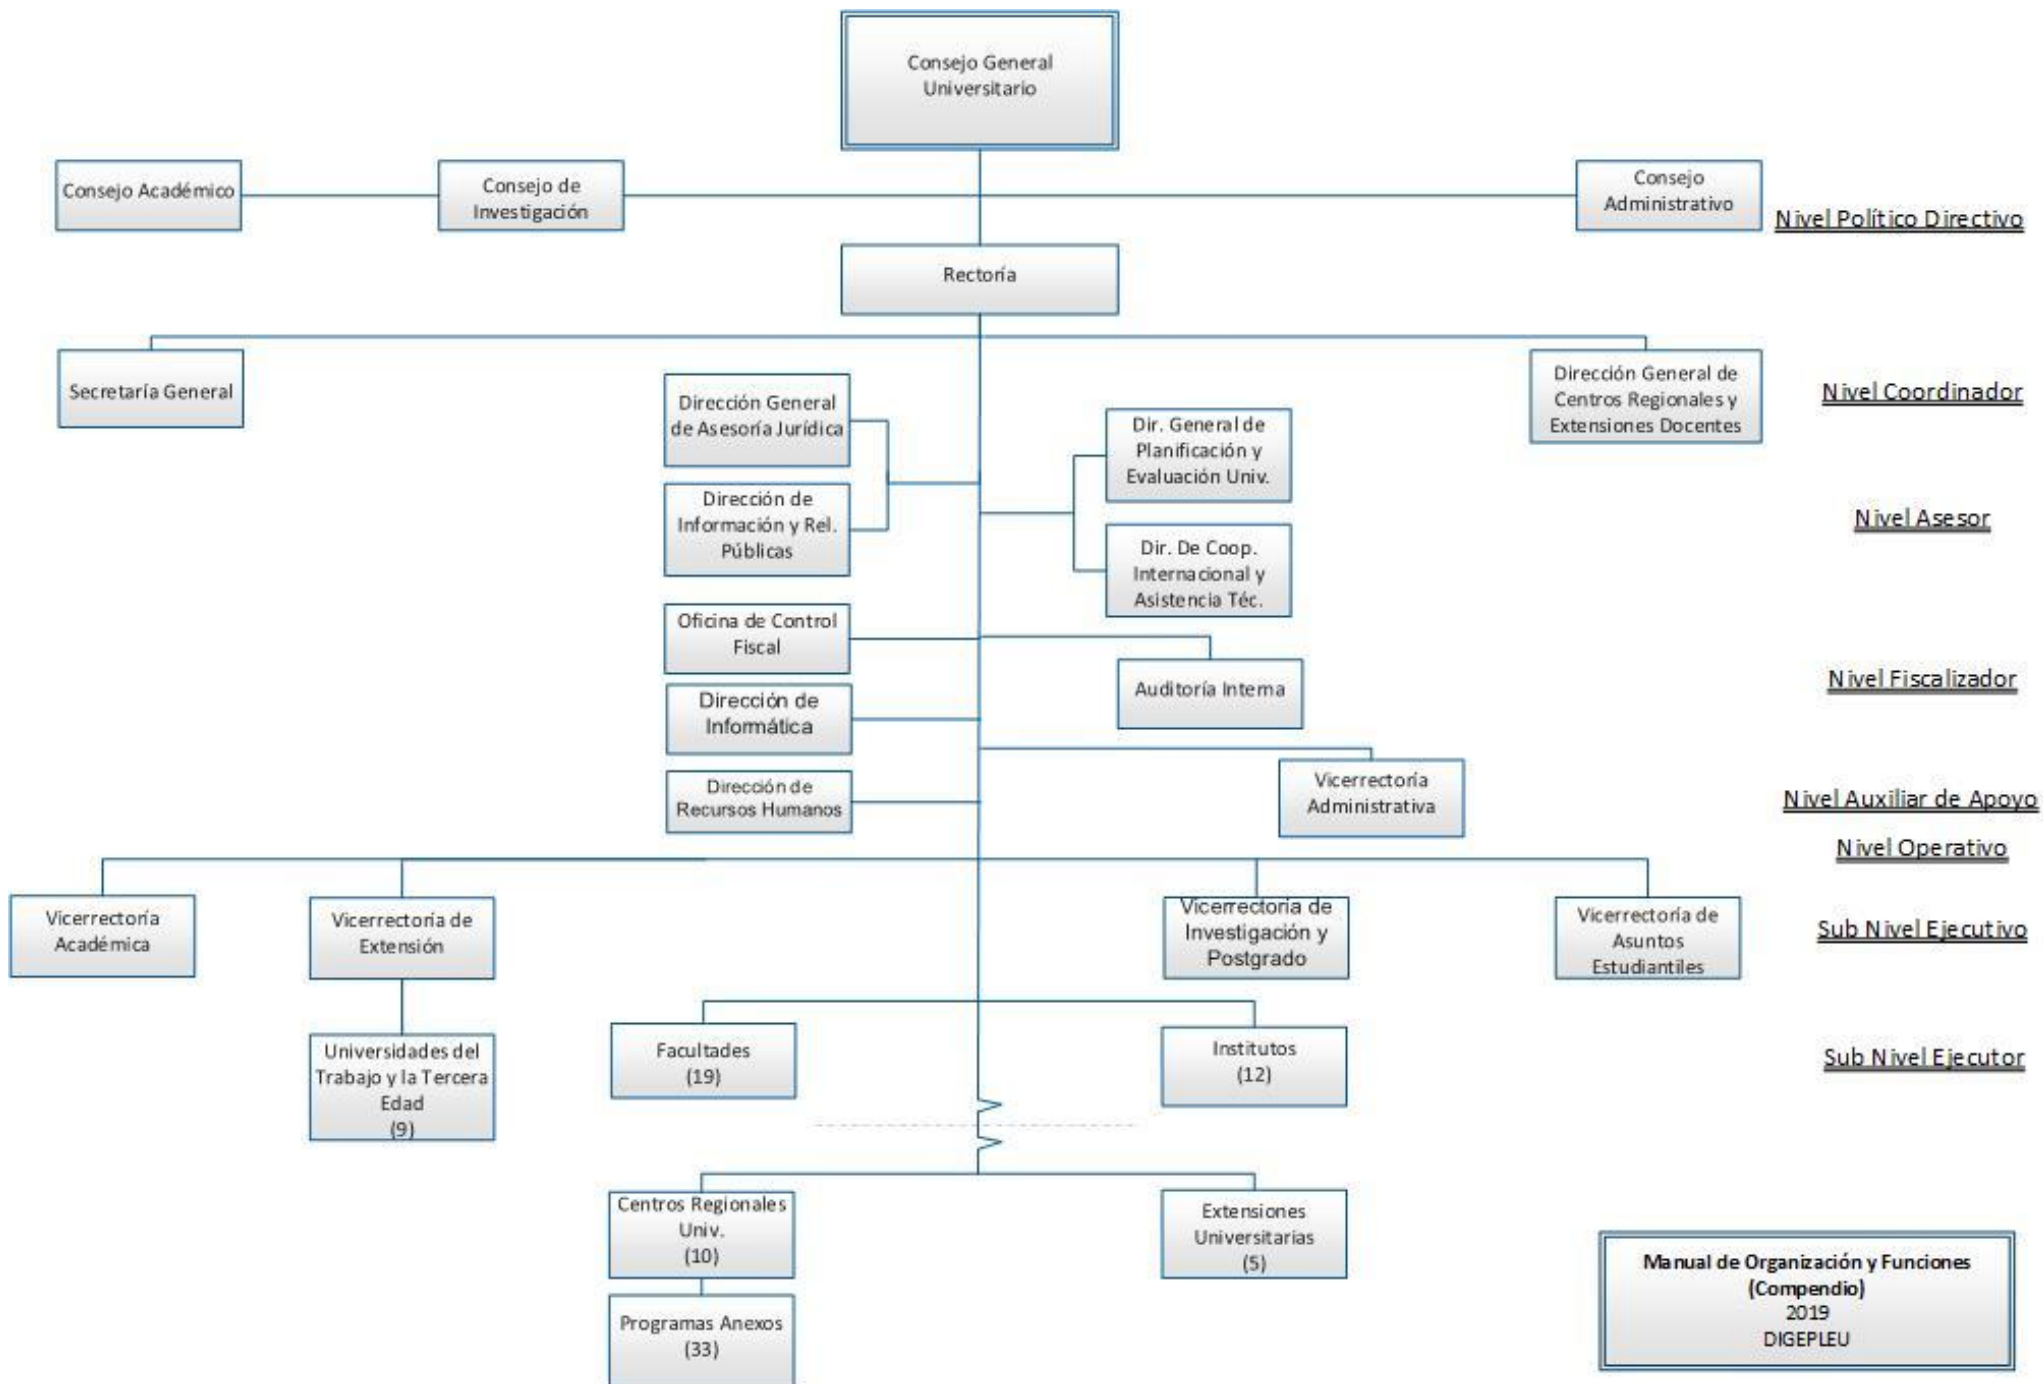 Consejo General
Universitario
Consejo Académico
Consejo de
Investigación
Consejo
Administrativo
Nivel Político Directivo
Rectoría
Secretaría General
Dirección General de
Centros Regionales y
Extensiones Docentes
Nivel Coordinador
Dirección General
de Asesoría Jurídica
Dir. General de
Planificación y
Evaluación Univ.
Dirección de
Información y Rel.
Públicas
Nivel Asesor
Dir. De Coop.
Internacional y
Asistencia Téc.
Oficina de Control
Fiscal
Auditoría Interna
Nivel Fiscalizador
Dirección de
Informática
Vicerrectoría
Administrativa
Dirección de
Recursos Humanos
Nivel Auxiliar de Apoyo
Nivel Operativo
Vicerrectoría
Académica
Vicerrectoría de
Extensión
Vicerrectoría de
Investigación y
Postgrado
Vicerrectoría de
Asuntos
Estudiantiles
Sub Nivel Ejecutivo
Universidades del
Trabajo y la Tercera
Edad
(9)
Facultades
(19)
Institutos
(12)
Sub Nivel Ejecutor
Centros Regionales
Univ.
(10)
Extensiones
Universitarias
(5)
Programas Anexos
(33)
Manual de Organización y Funciones
(Compendio)
2019
DIGEPLEU